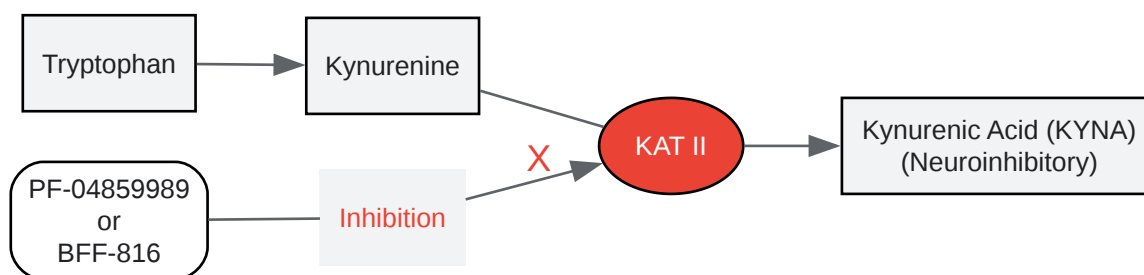 Tryptophan
Kynurenine
KAT II
Kynurenic Acid (KYNA)
(Neuroinhibitory)
X
PF-04859989
or
BFF-816
Inhibition